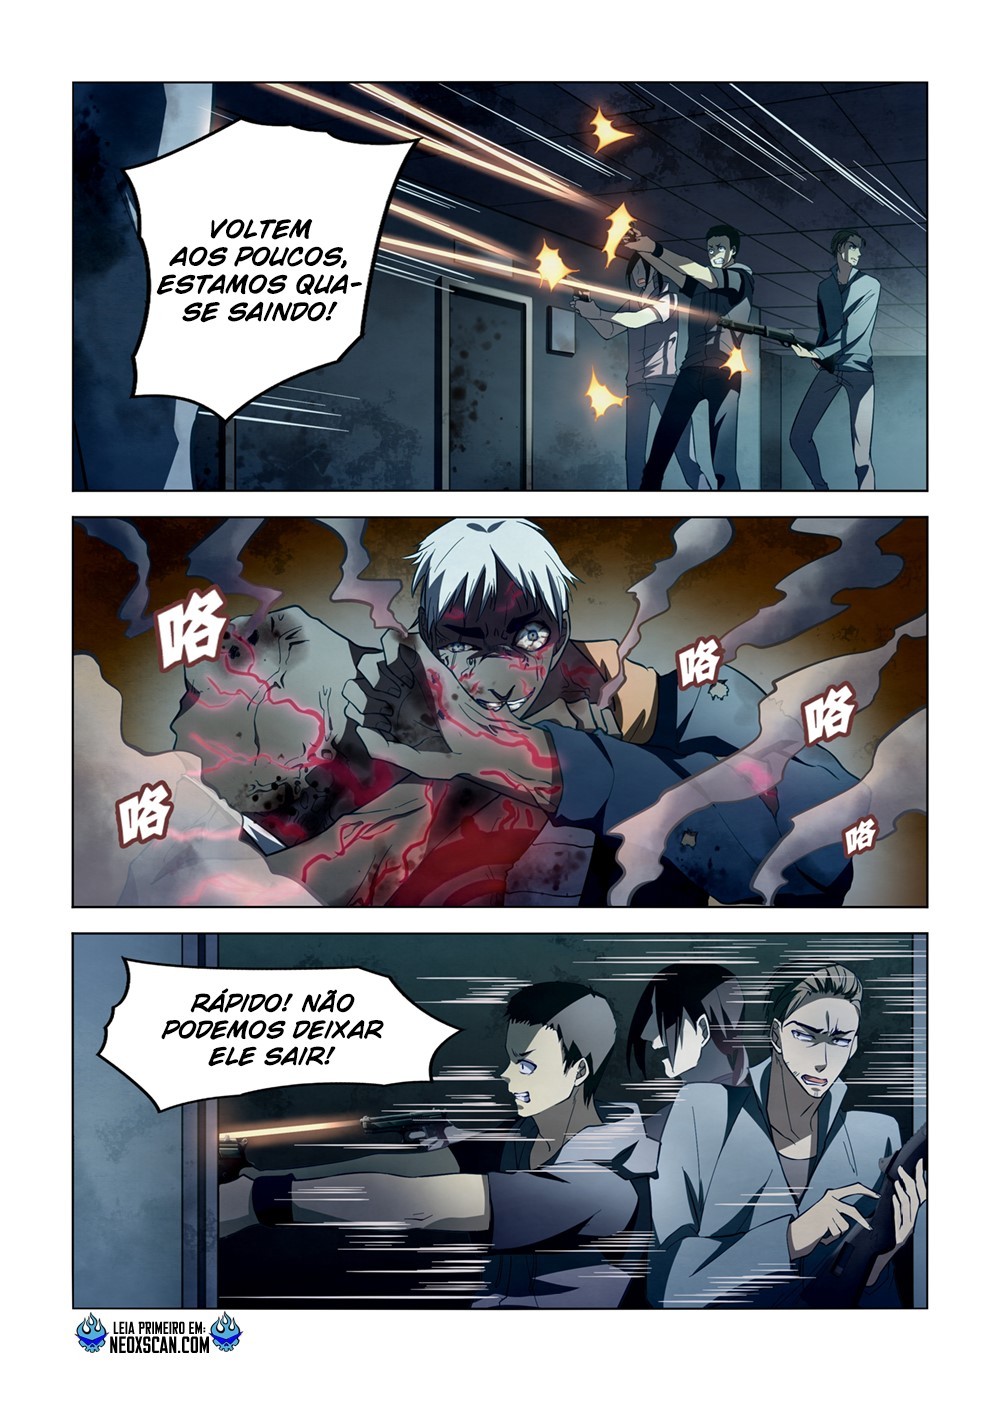 VOLTEM
AOS POUCOS,
ESTAMOS QUA-
SE SAINDO!
咯
咯
咯
咯
咯
RÁPIDO! NÃO
PODEMOS DEIXAR
ELE SAIR!
LEIA PRIMEIRO EM:
NEOXSCAN.COM